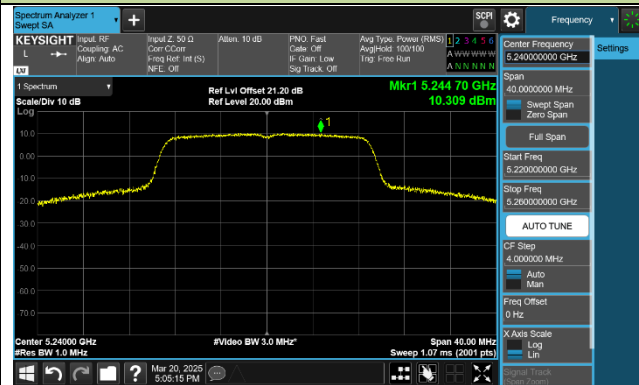 Spectrum Analyzer 1
Swept SA
+
SCPI
Frequency
KEYSIGHT
L
LXI
Input: RF
Coupling: AC
Align: Auto
Input Z: 50 Ω
Corr CCorr
Freq Ref: Int (S)
NFE: Off
Atten: 10 dB
PNO: Fast
Gate: Off
IF Gain: Low
Sig Track: Off
Avg Type: Power (RMS)
Avg|Hold: 100/100
Trig: Free Run
1 2 3 4 5 6
A W W W W W
A N N N N N
1 Spectrum
Scale/Div 10 dB
Log
Ref Lvl Offset 21.20 dB
Ref Level 20.00 dBm
Mkr1 5.244 70 GHz
10.309 dBm
1
10.0
0.00
-10.0
-20.0
-30.0
-40.0
-50.0
-60.0
-70.0
Center 5.24000 GHz
#Res BW 1.0 MHz
#Video BW 3.0 MHz*
Span 40.00 MHz
Sweep 1.07 ms (2001 pts)
Mar 20, 2025
5:05:15 PM
Center Frequency
5.240000000 GHz
Span
40.0000000 MHz
Swept Span
Zero Span
Full Span
Start Freq
5.220000000 GHz
Stop Freq
5.260000000 GHz
AUTO TUNE
CF Step
4.000000 MHz
Auto
Man
Freq Offset
0 Hz
X Axis Scale
Log
Lin
Signal Track
(Span Zoom)
Settings